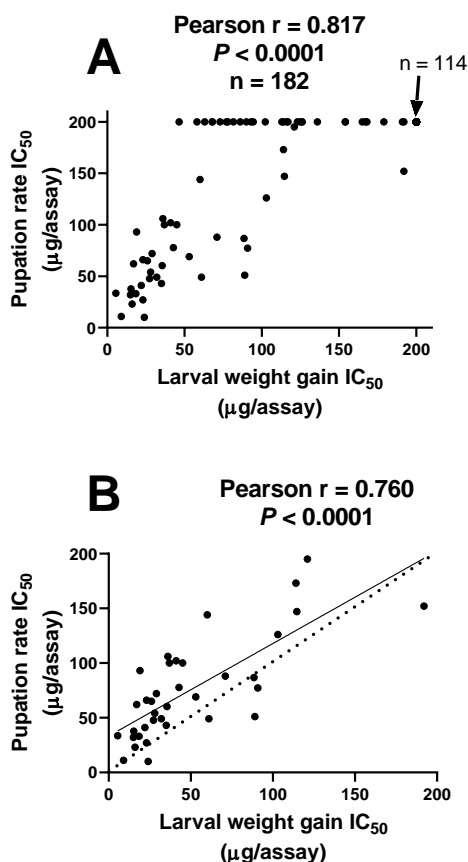 A
Pearson r = 0.817
P < 0.0001
n = 182
n = 114
Pupation rate IC50
(μg/assay)
200
150
100
50
0
0 50 100 150 200
Larval weight gain IC50
(μg/assay)
B
Pearson r = 0.760
P < 0.0001
Pupation rate IC50
(μg/assay)
200
150
100
50
0
0 50 100 150 200
Larval weight gain IC50
(μg/assay)